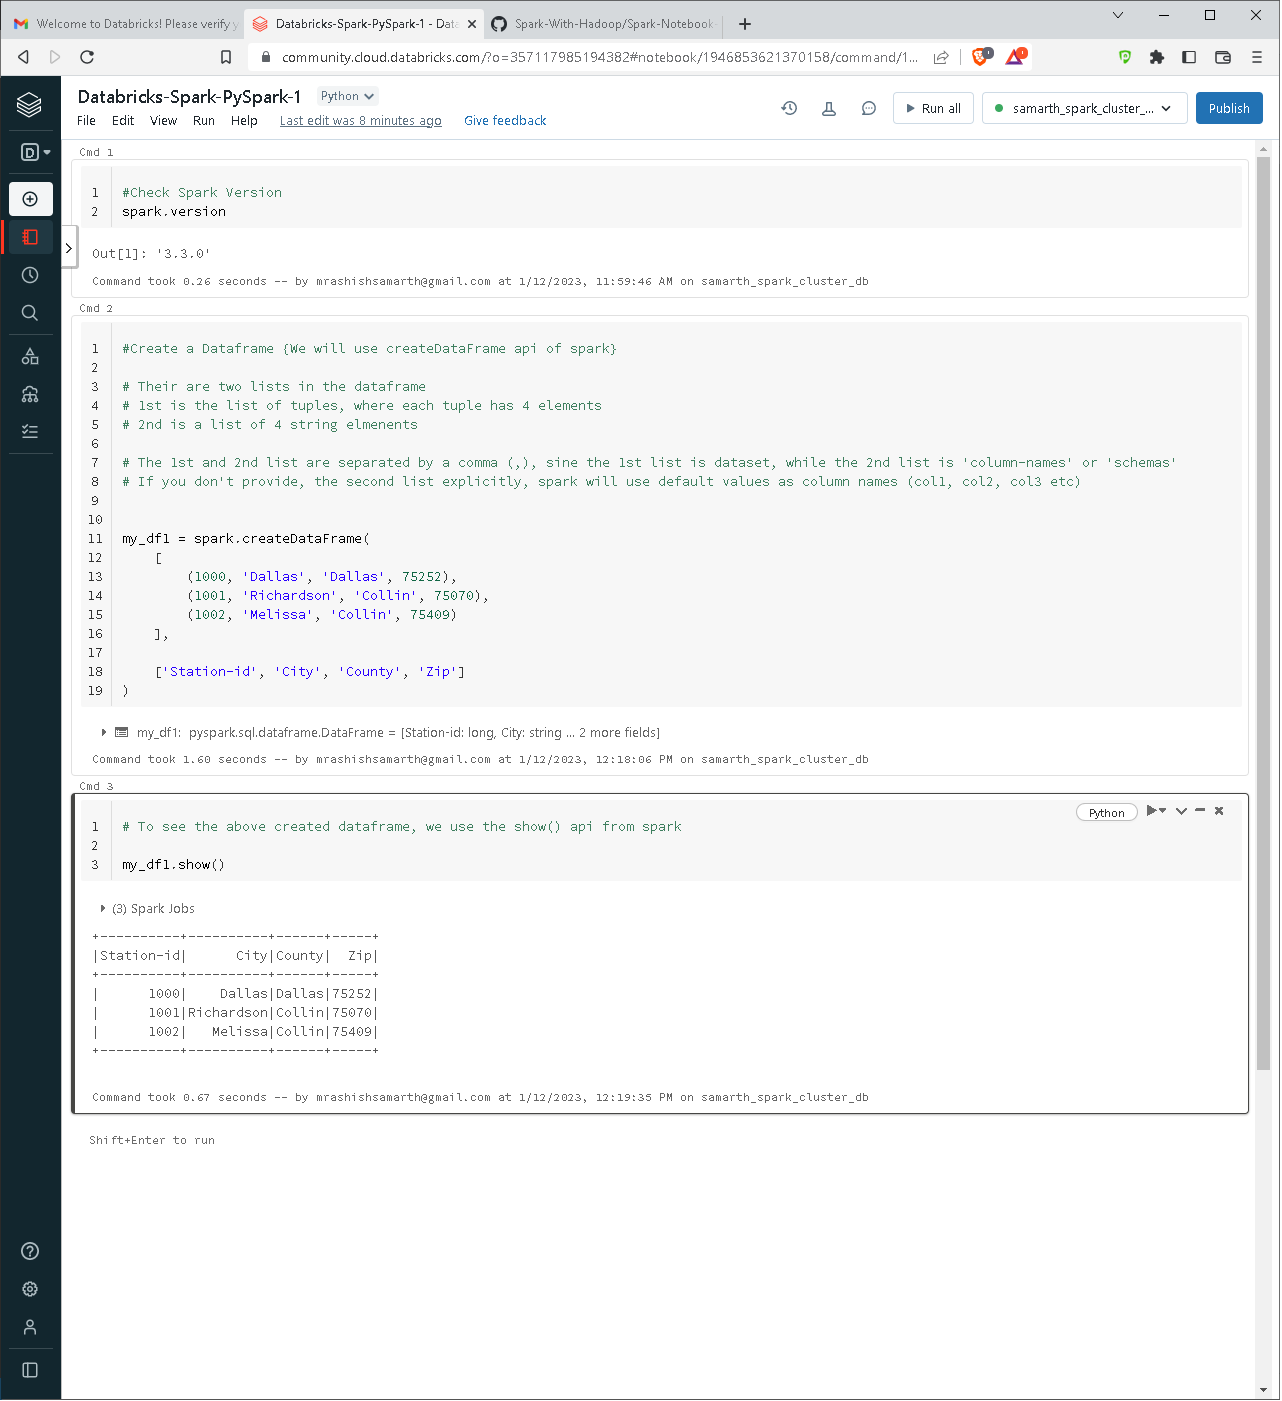 Welcome to Databricks! Please verify y
Databricks-Spark-PySpark-1 - Data
Spark-With-Hadoop/Spark-Notebook
community.cloud.databricks.com/?o=357117985194382#notebook/1946853621370158/command/1...
Databricks-Spark-PySpark-1 Python
File Edit View Run Help Last edit was 8 minutes ago Give feedback
Run all
samarth_spark_cluster_...
Publish
D
Cmd 1
1 #Check Spark Version
2 spark.version
Out[1]: '3.3.0'
Command took 0.26 seconds -- by mrashishsamarth@gmail.com at 1/12/2023, 11:59:46 AM on samarth_spark_cluster_db
Cmd 2
1 #Create a Dataframe {We will use createDataFrame api of spark}
2
3 # Their are two lists in the dataframe
4 # 1st is the list of tuples, where each tuple has 4 elements
5 # 2nd is a list of 4 string elmenents
6
7 # The 1st and 2nd list are separated by a comma (,), sine the 1st list is dataset, while the 2nd list is 'column-names' or 'schemas'
8 # If you don't provide, the second list explicitly, spark will use default values as column names (col1, col2, col3 etc)
9
10
11 my_df1 = spark.createDataFrame(
12     [
13         (1000, 'Dallas', 'Dallas', 75252),
14         (1001, 'Richardson', 'Collin', 75070),
15         (1002, 'Melissa', 'Collin', 75409)
16     ],
17
18     ['Station-id', 'City', 'County', 'Zip']
19 )
my_df1: pyspark.sql.dataframe.DataFrame = [Station-id: long, City: string ... 2 more fields]
Command took 1.60 seconds -- by mrashishsamarth@gmail.com at 1/12/2023, 12:18:06 PM on samarth_spark_cluster_db
Cmd 3
Python
1 # To see the above created dataframe, we use the show() api from spark
2
3 my_df1.show()
(3) Spark Jobs
+----------+----------+------+-----+
|Station-id|      City|County|  Zip|
+----------+----------+------+-----+
|      1000|    Dallas|Dallas|75252|
|      1001|Richardson|Collin|75070|
|      1002|   Melissa|Collin|75409|
+----------+----------+------+-----+
Command took 0.67 seconds -- by mrashishsamarth@gmail.com at 1/12/2023, 12:19:35 PM on samarth_spark_cluster_db
Shift+Enter to run